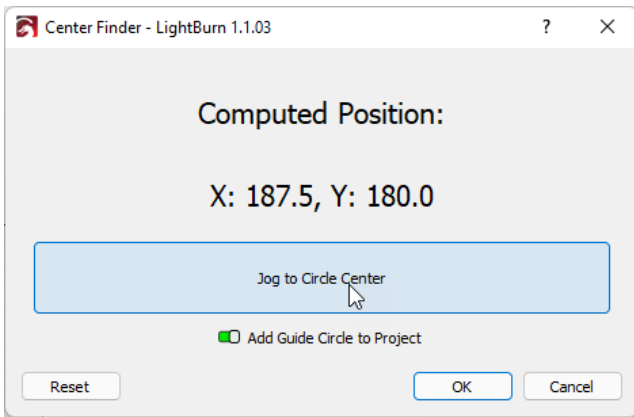 Center Finder - LightBurn 1.1.03
?
Computed Position:
X: 187.5, Y: 180.0
Jog to Circle Center
Add Guide Circle to Project
Reset OK Cancel